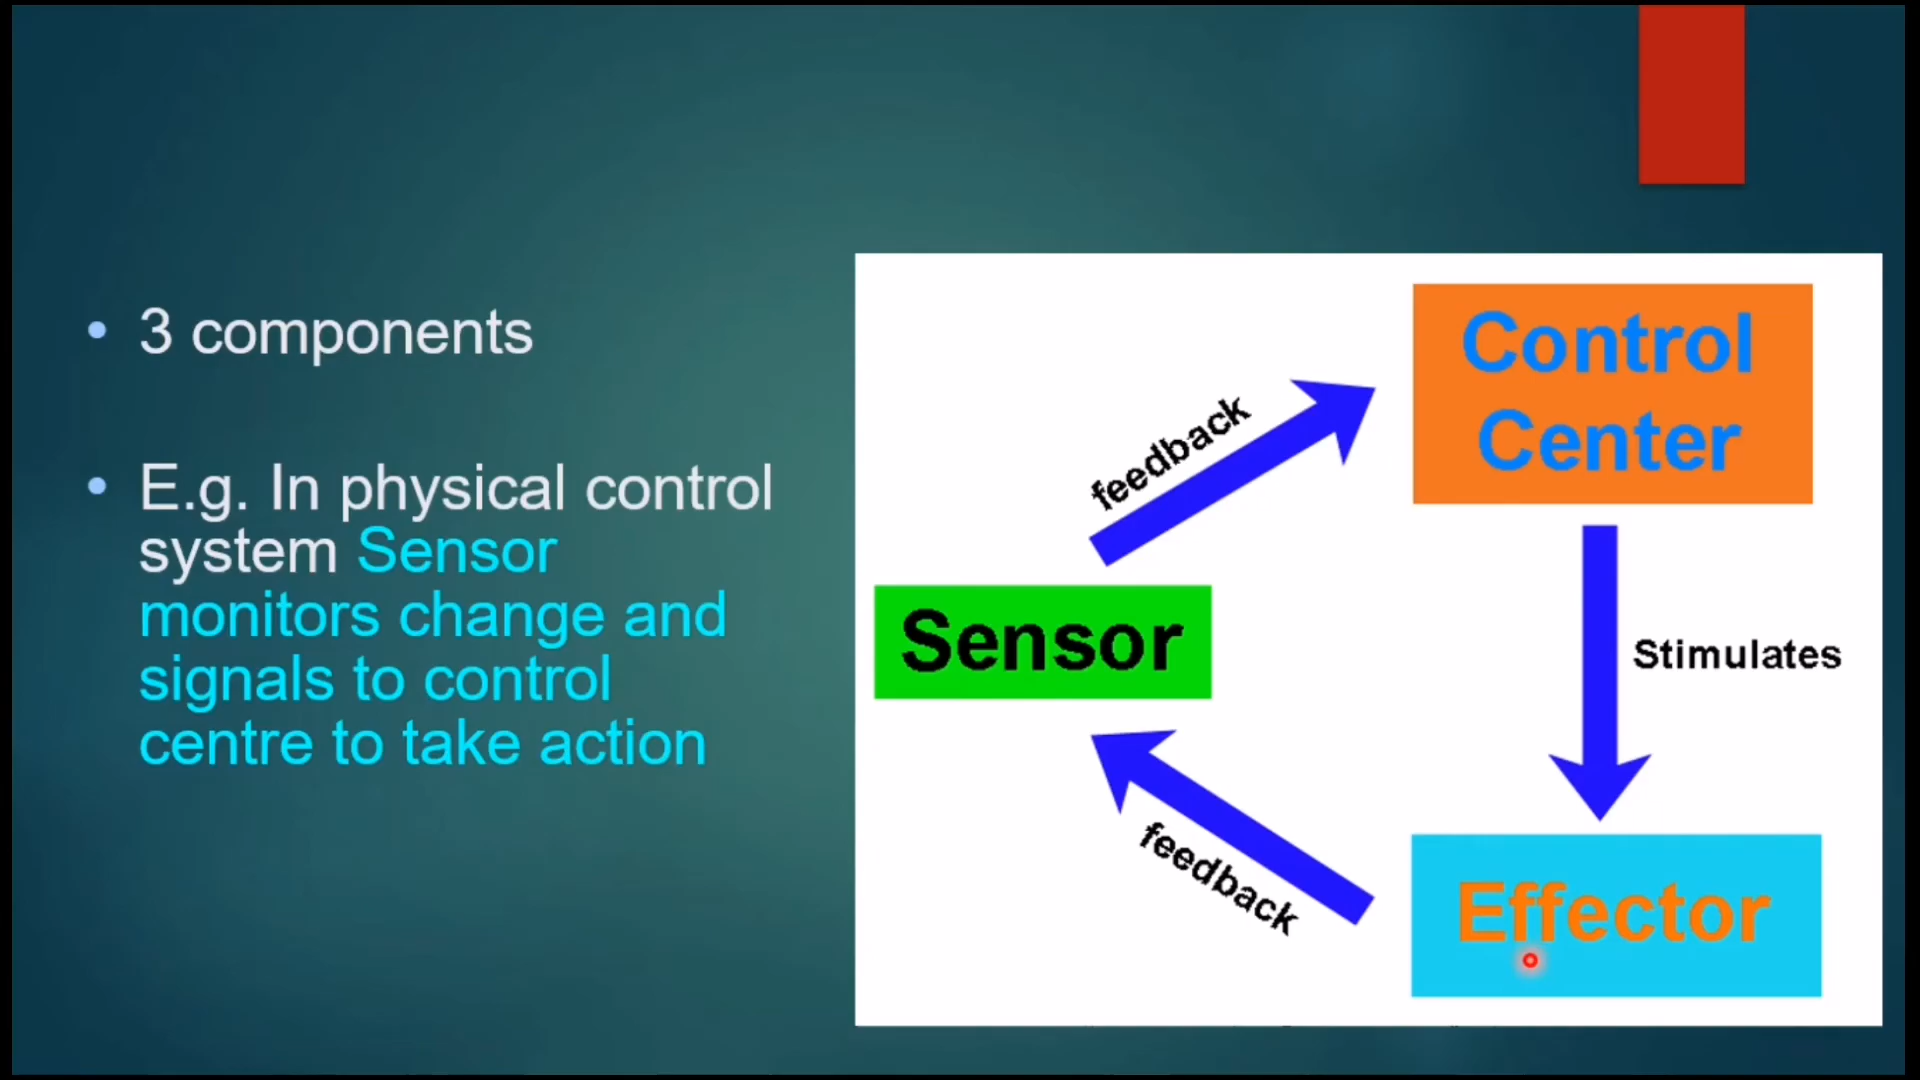 • 3 components
• E.g. In physical control
system Sensor
monitors change and
signals to control
centre to take action
Control
Center
feedback
Sensor
Stimulates
feedback
Effector